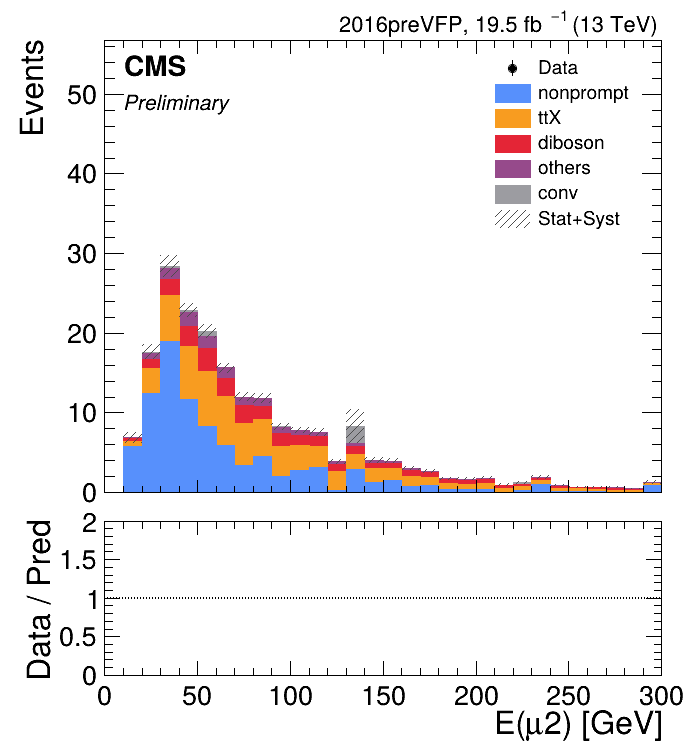 2016preVFP, 19.5 fb⁻¹ (13 TeV)
CMS
Preliminary
Events
Data
nonprompt
ttX
diboson
others
conv
Stat+Syst
50
40
30
20
10
0
Data / Pred
2
1.5
1
0.5
0
0 50 100 150 200 250 300
E(μ2) [GeV]